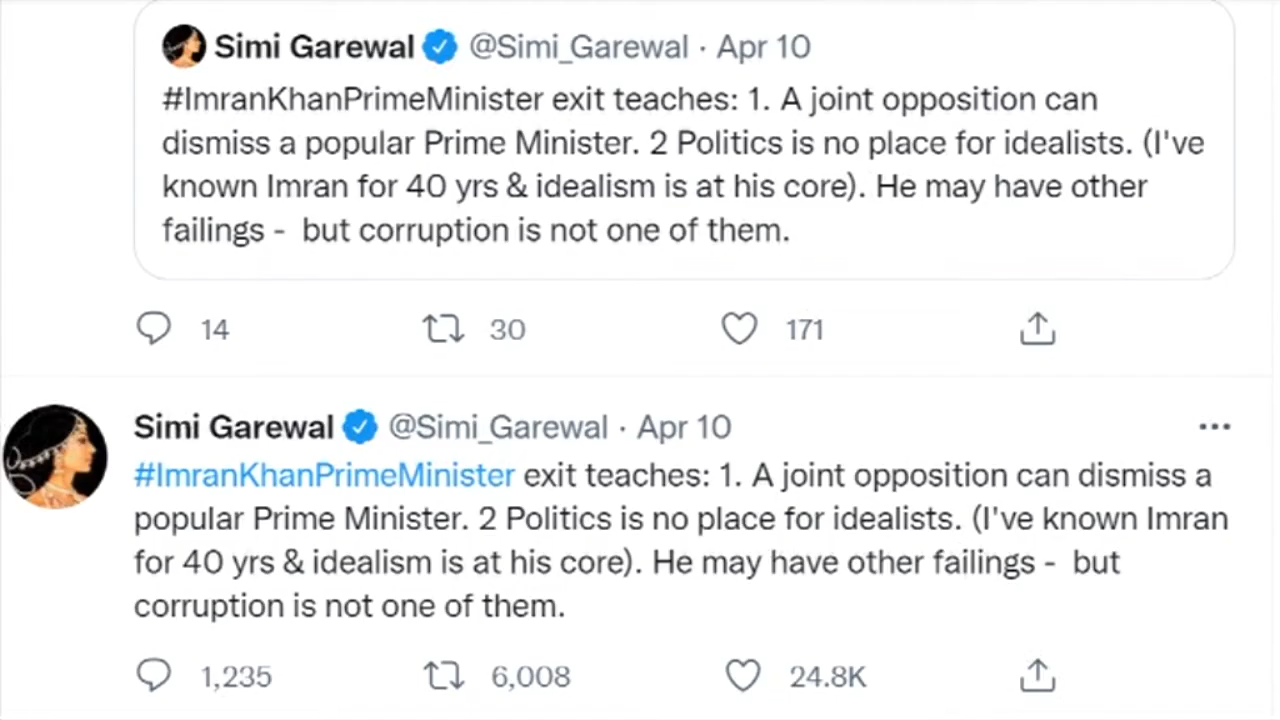 Simi Garewal @Simi_Garewal · Apr 10
#ImranKhanPrimeMinister exit teaches: 1. A joint opposition can
dismiss a popular Prime Minister. 2 Politics is no place for idealists. (I've
known Imran for 40 yrs & idealism is at his core). He may have other
failings -  but corruption is not one of them.
14 30 171
Simi Garewal @Simi_Garewal · Apr 10
#ImranKhanPrimeMinister exit teaches: 1. A joint opposition can dismiss a
popular Prime Minister. 2 Politics is no place for idealists. (I've known Imran
for 40 yrs & idealism is at his core). He may have other failings -  but
corruption is not one of them.
1,235 6,008 24.8K